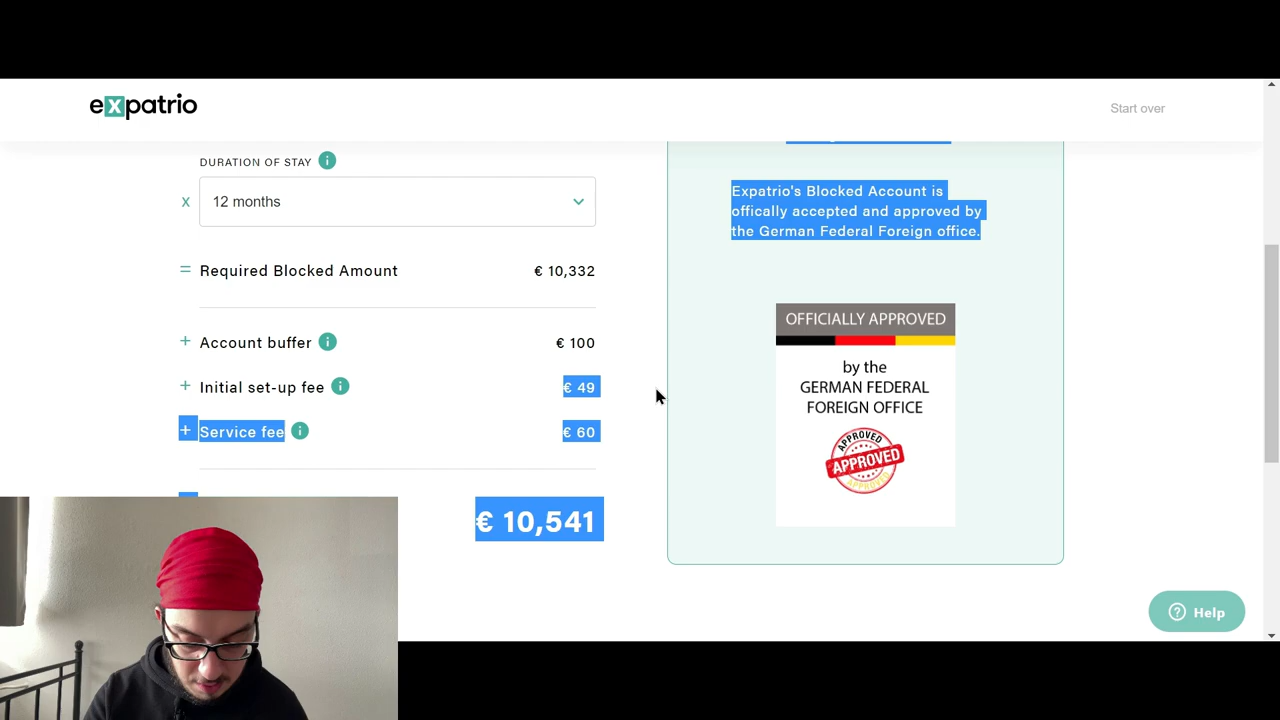 expatrio
Start over
DURATION OF STAY i
x 12 months
= Required Blocked Amount € 10,332
+ Account buffer i € 100
+ Initial set-up fee i € 49
+ Service fee i € 60
€ 10,541
Expatrio's Blocked Account is
offically accepted and approved by
the German Federal Foreign office.
OFFICIALLY APPROVED
by the
GERMAN FEDERAL
FOREIGN OFFICE
APPROVED
APPROVED
APPROVED
? Help